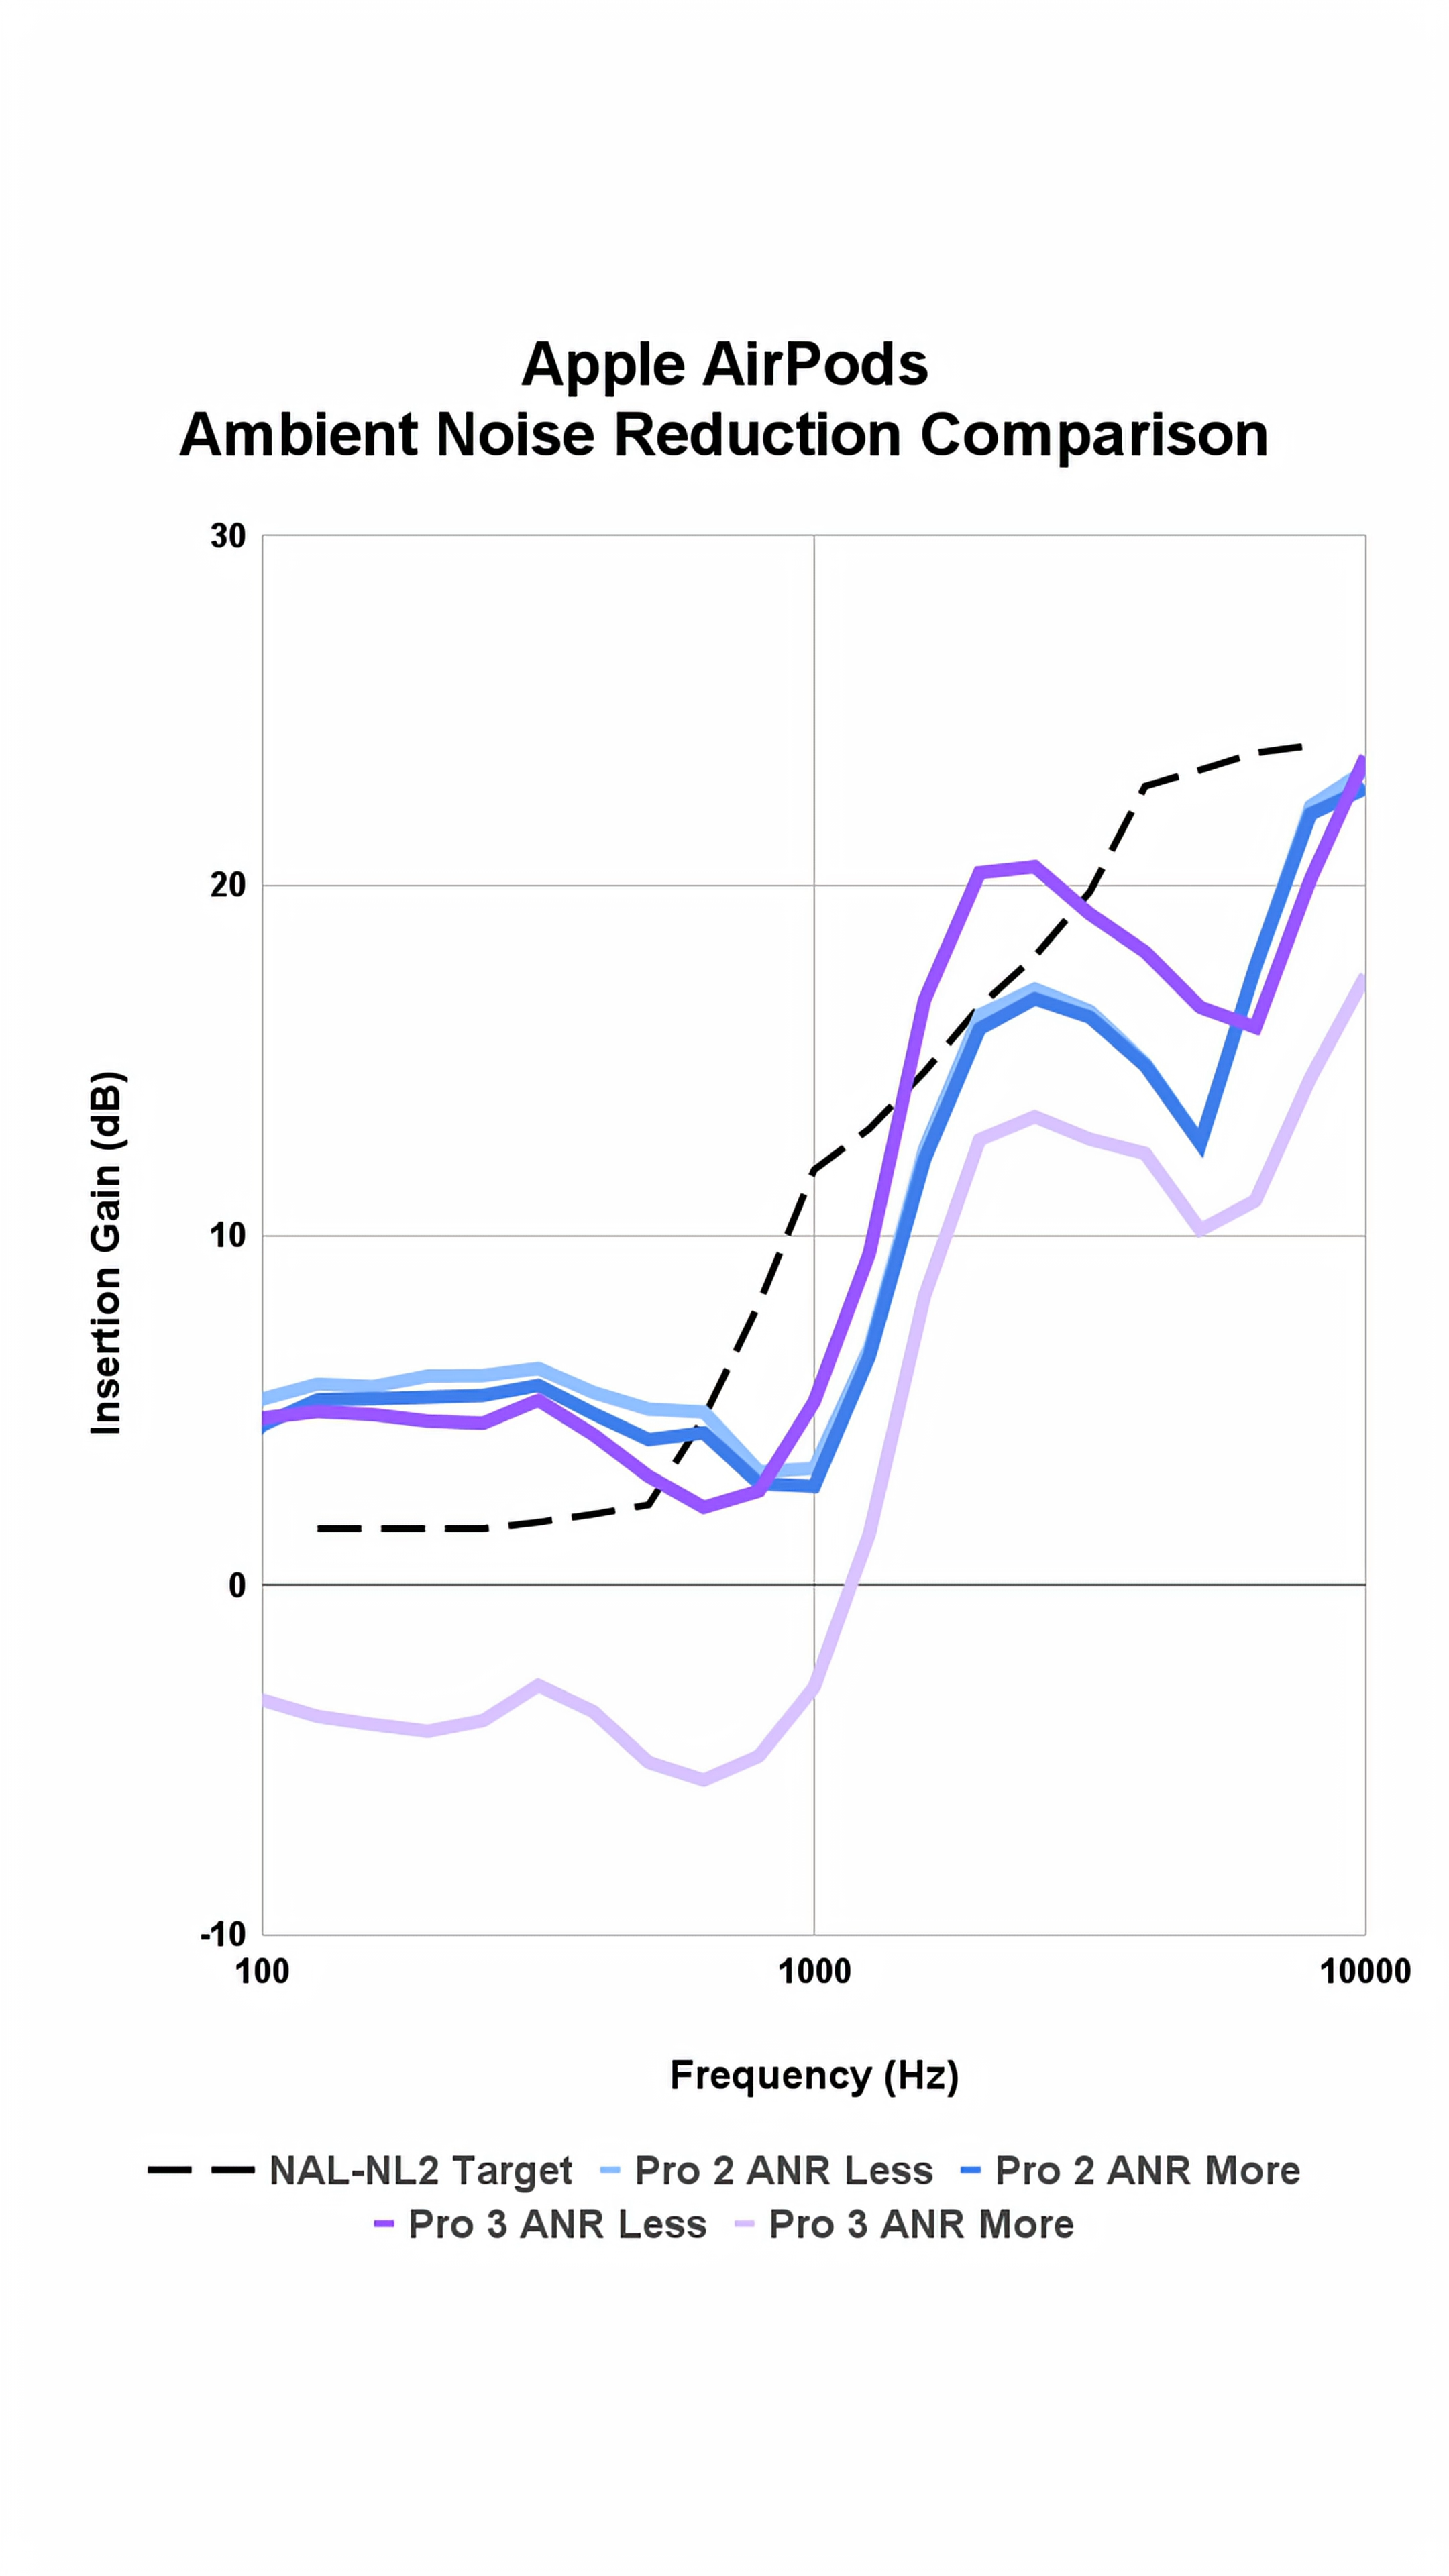 Apple AirPods
Ambient Noise Reduction Comparison
30
20
10
0
-10
Insertion Gain (dB)
100 1000 10000
Frequency (Hz)
NAL-NL2 Target Pro 2 ANR Less Pro 2 ANR More
Pro 3 ANR Less Pro 3 ANR More